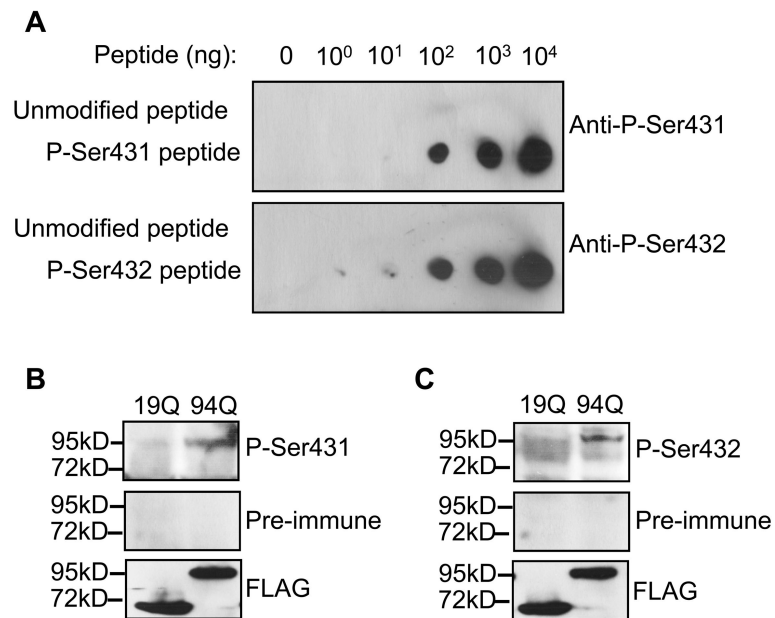 A
Peptide (ng): 0 10⁰ 10¹ 10² 10³ 10⁴
Unmodified peptide
Anti-P-Ser431
P-Ser431 peptide
Unmodified peptide
Anti-P-Ser432
P-Ser432 peptide
B
19Q 94Q
95kD
P-Ser431
72kD
95kD
Pre-immune
72kD
95kD
FLAG
72kD
C
19Q 94Q
95kD
P-Ser432
72kD
95kD
Pre-immune
72kD
95kD
FLAG
72kD